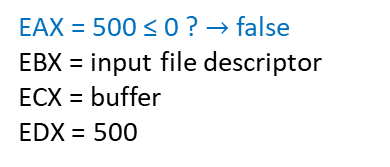 EAX = 500 ≤ 0 ? → false
EBX = input file descriptor
ECX = buffer
EDX = 500